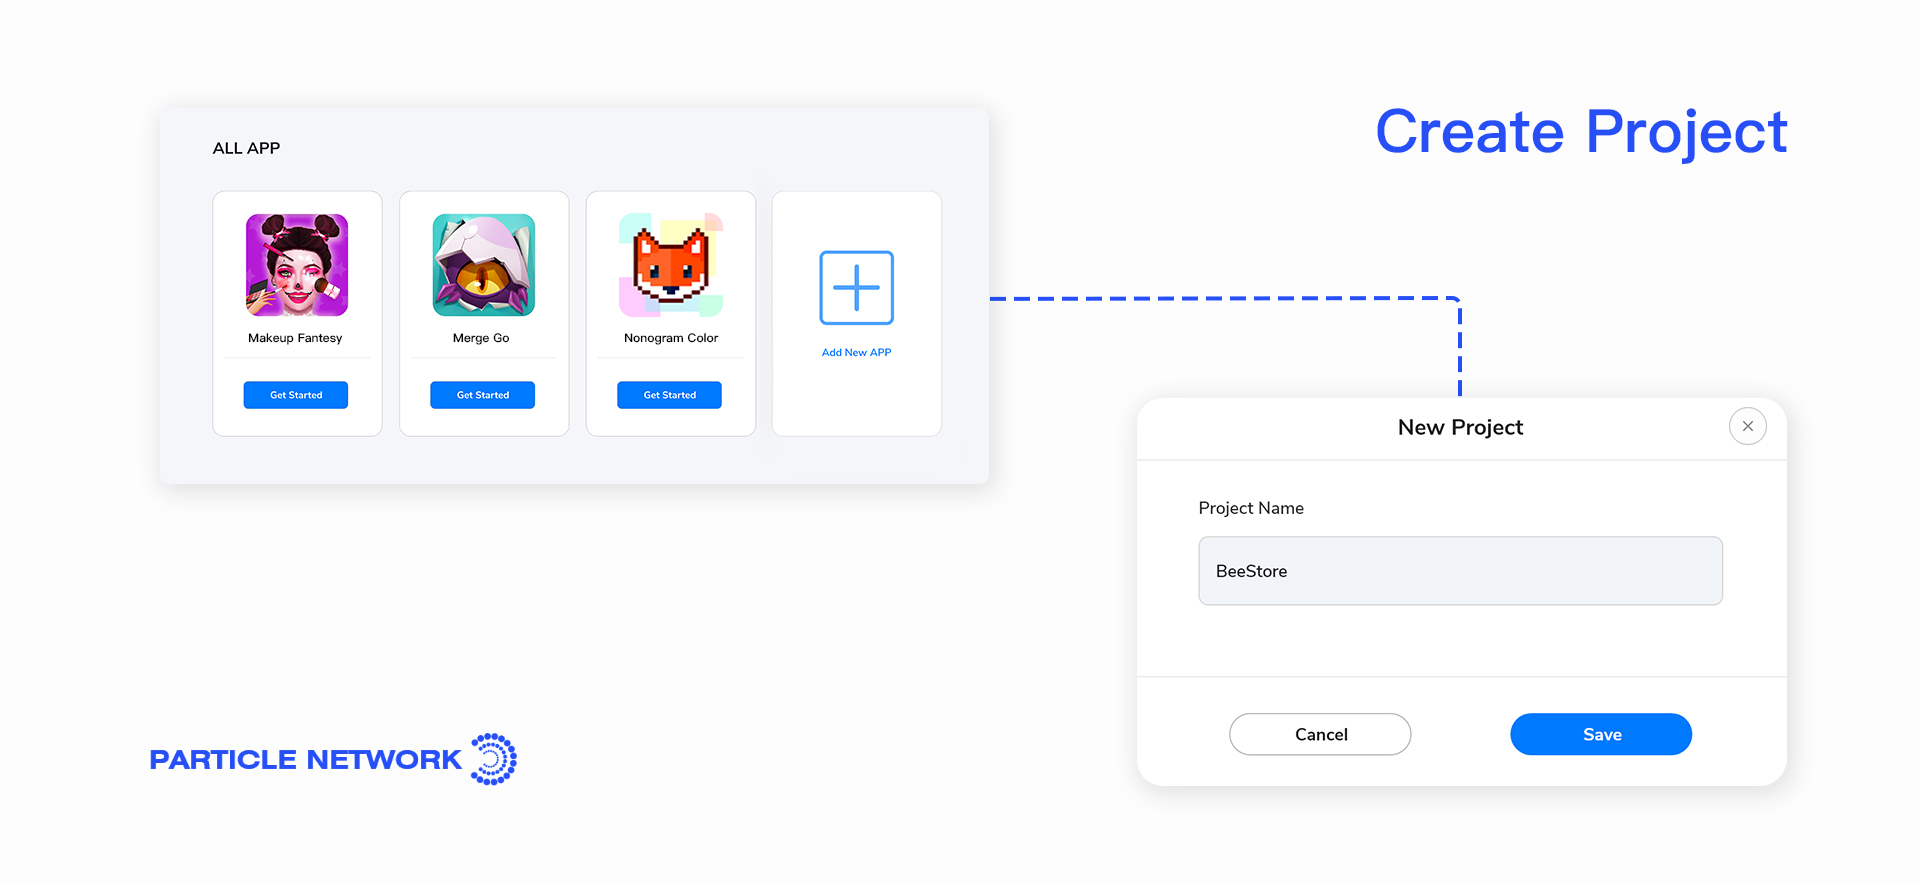 Create Project
ALL APP
Makeup Fantesy
Merge Go
Nonogram Color
Add New APP
Get Started
Get Started
Get Started
New Project
Project Name
BeeStore
Cancel
Save
PARTICLE NETWORK